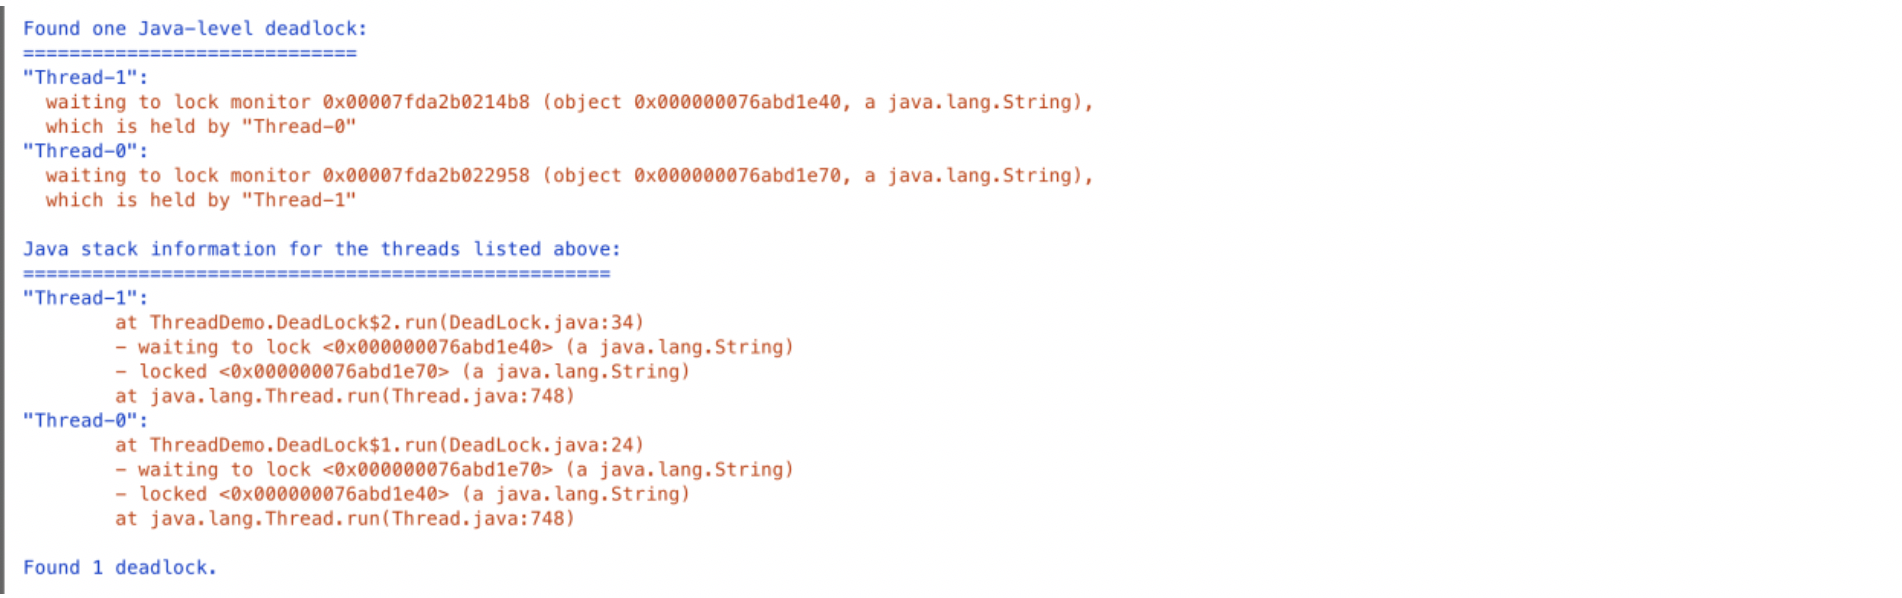 Found one Java-level deadlock:
=============================
"Thread-1":
  waiting to lock monitor 0x00007fda2b0214b8 (object 0x000000076abd1e40, a java.lang.String),
  which is held by "Thread-0"
"Thread-0":
  waiting to lock monitor 0x00007fda2b022958 (object 0x000000076abd1e70, a java.lang.String),
  which is held by "Thread-1"

Java stack information for the threads listed above:
===================================================
"Thread-1":
        at ThreadDemo.DeadLock$2.run(DeadLock.java:34)
        - waiting to lock <0x000000076abd1e40> (a java.lang.String)
        - locked <0x000000076abd1e70> (a java.lang.String)
        at java.lang.Thread.run(Thread.java:748)
"Thread-0":
        at ThreadDemo.DeadLock$1.run(DeadLock.java:24)
        - waiting to lock <0x000000076abd1e70> (a java.lang.String)
        - locked <0x000000076abd1e40> (a java.lang.String)
        at java.lang.Thread.run(Thread.java:748)

Found 1 deadlock.